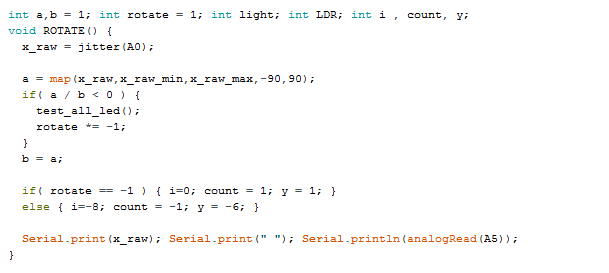 int a,b = 1; int rotate = 1; int light; int LDR; int i , count, y;
void ROTATE() {
  x_raw = jitter(A0);
  a = map(x_raw,x_raw_min,x_raw_max,-90,90);
  if( a / b < 0 ) {
    test_all_led();
    rotate *= -1;
  }
  b = a;
  if( rotate == -1 ) { i=0; count = 1; y = 1; }
  else { i=-8; count = -1; y = -6; }
  Serial.print(x_raw); Serial.print(" "); Serial.println(analogRead(A5));
}